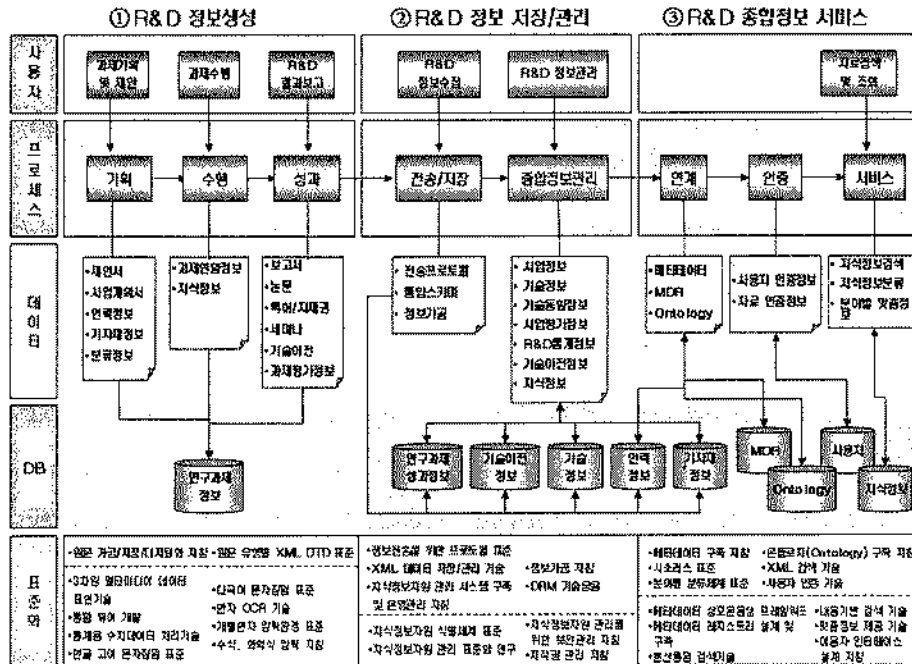 ① R&D 정보생성
② R&D 정보 저장/관리
③ R&D 종합정보 서비스
사용자
과제기획
및 제안
과제수행
R&D
결과보고
R&D
정보수집
R&D 정보관리
자료검색
및 조회
프로세스
기획
수행
성과
전송/저장
종합정보관리
연계
인증
서비스
데이터
•제안서
•사업계획서
•인력정보
•기자재정보
•분류정보
•과제현황정보
•지식정보
•보고서
•논문
•특허/지재권
•세미나
•기술이전
•과제평가정보
•전송프로토콜
•통합스키마
•정보가공
•사업정보
•기술정보
•기술동향정보
•사업평가정보
•R&D통계정보
•기술이전정보
•지식정보
•메타데이터
•MDR
•Ontology
•사용자 인증정보
•자료 인증정보
•지식정보검색
•지식정보분류
•분야별 맞춤정보
DB
연구과제
정보
연구과제
성과정보
기술이전
정보
기술
정보
인력
정보
기자재
정보
MDR
Ontology
사용자
지식정보
표준화
•원문 가공/저장/디지털화 지침
•원문 유형별 XML DTD 표준
•3차원 멀티미디어 데이터
표현기술
•통합 뷰어 개발
•통계용 수치데이터 처리기술
•한글 고어 문자집합 표준
•다국어 문자집합 표준
•한자 OCR 기술
•개별한자 입력환경 표준
•수식, 화학식 입력 지침
•정보전송을 위한 프로토콜 표준
•XML 데이터 저장/관리 기술
•지식정보자원 관리 시스템 구축
및 운영관리 지침
•정보가공 지침
•DRM 기술응용
•지식정보자원 식별체계 표준
•지식정보자원 관리 표준화 연구
•지식정보자원 관리를
위한 보안관리 지침
•저작권 관리 지침
•메타데이터 구축 지침
•시소러스 표준
•분야별 분류체계 표준
•온톨로지(Ontology) 구축 지침
•XML 검색 기술
•사용자 인증 기술
•메타데이터 상호운용성 프레임워크
•메타데이터 레지스트리 설계 및
구축
•분산통합 검색기술
•내용기반 검색 기술
•맞춤정보 제공 기술
•이용자 인터페이스
설계 지침